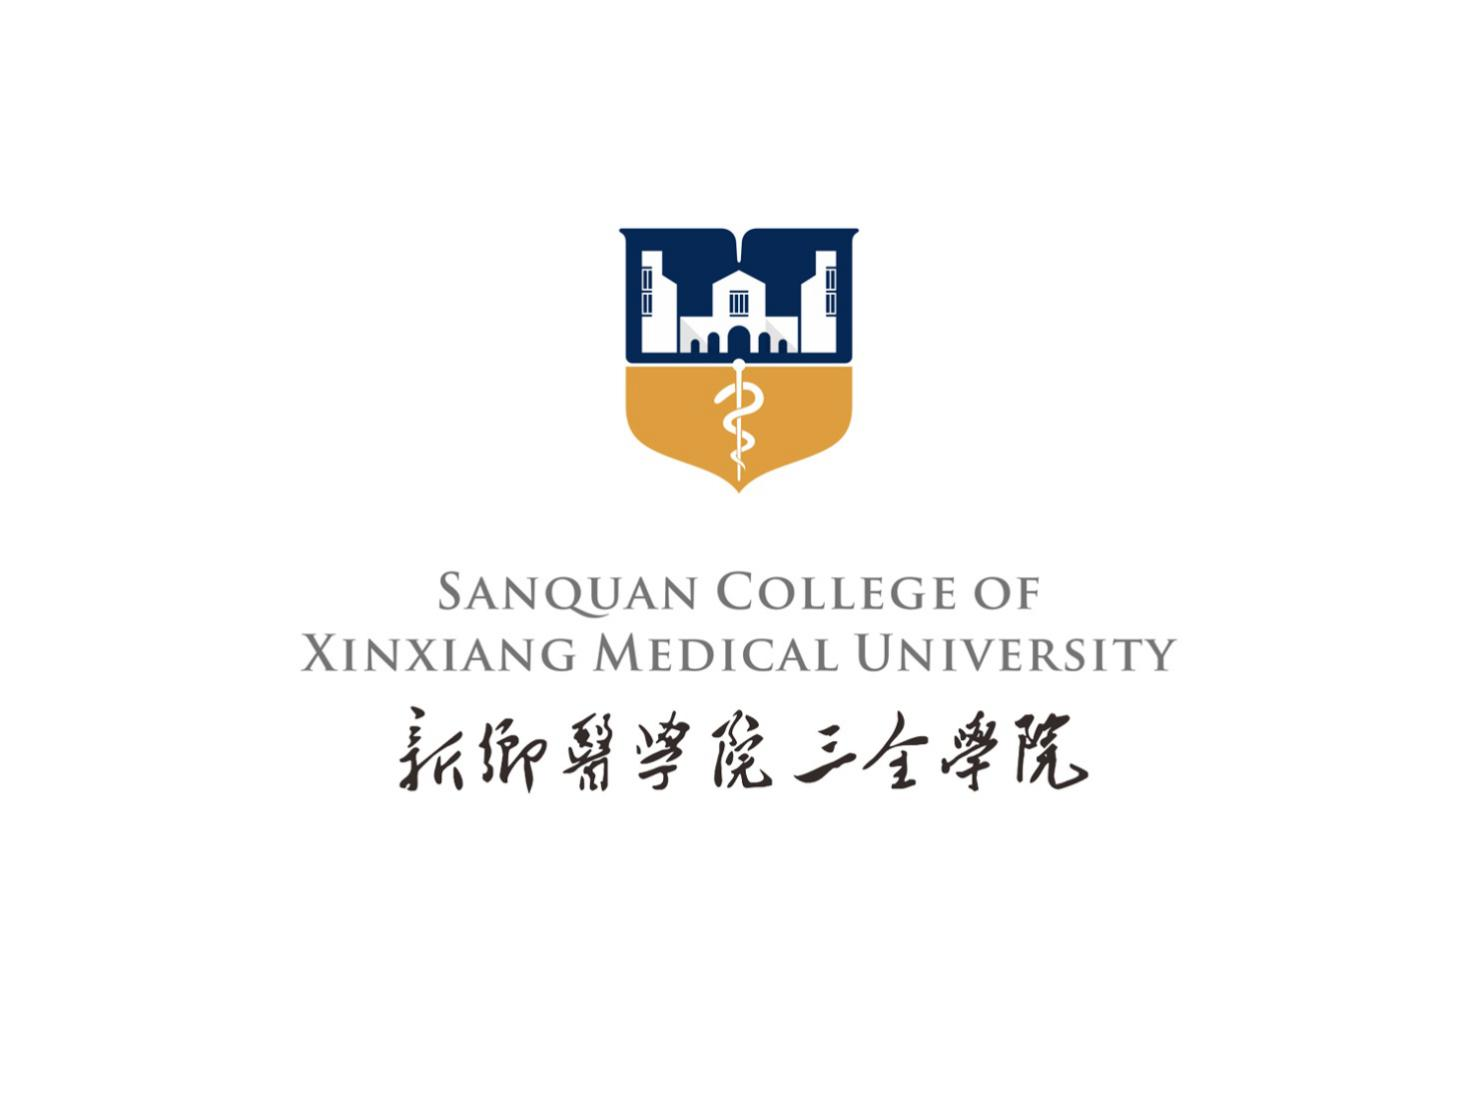 SANQUAN COLLEGE OF
XINXIANG MEDICAL UNIVERSITY
新鄉醫學院三全學院